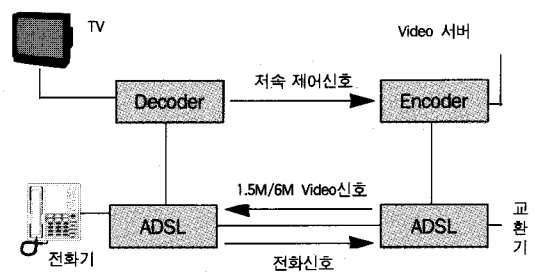 TV
Video 서버
Decoder
저속 제어신호
Encoder
1.5M/6M Video신호
ADSL
ADSL
교환기
전화기
전화신호